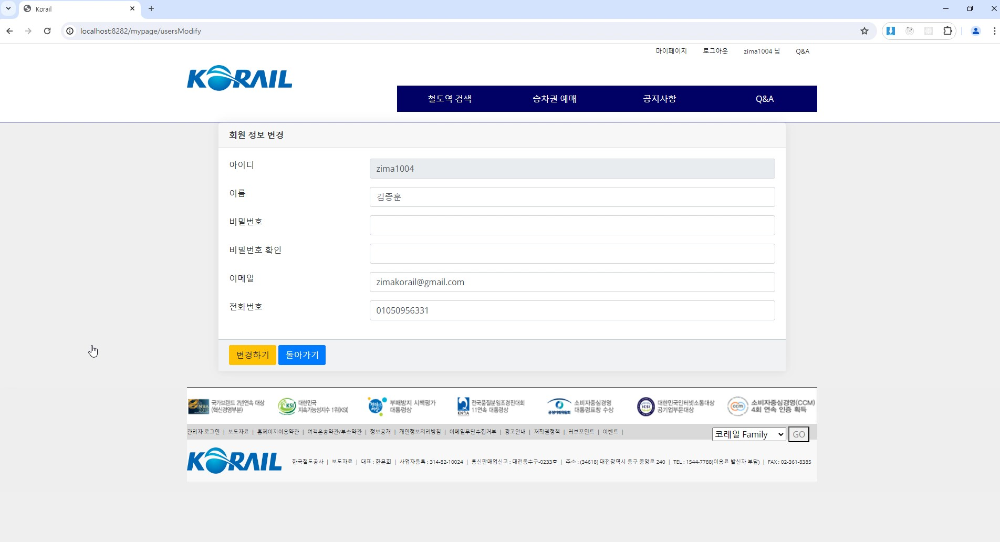 Korail
localhost:8282/mypage/usersModify
마이페이지 로그아웃 zima1004 님 Q&A
KORAIL
철도역 검색 승차권 예매 공지사항 Q&A
회원 정보 변경
아이디 zima1004
이름 김종훈
비밀번호
비밀번호 확인
이메일 zimakorail@gmail.com
전화번호 01050956331
변경하기 돌아가기
국가브랜드 2년연속 대상 대한민국 부패방지 시책평가 전국품질분임조경진대회 소비자중심경영 대한민국인터넷소통대상 소비자중심경영(CCM)
(혁신경영부문) 지속가능성지수 1위(KSI) 대통령상 11연속 대통령상 대통령표창 수상 공기업부문대상 4회 연속 인증 획득
관리자 로그인 | 보도자료 | 홈페이지이용약관 | 여객운송약관/부속약관 | 정보공개 | 개인정보처리방침 | 이메일무단수집거부 | 광고안내 | 저작권정책 | 러브포인트 | 이벤트 |
코레일 Family GO
KORAIL
한국철도공사 | 보도자료 | 대표 : 한문희 | 사업자등록 : 314-82-10024 | 통신판매업신고 : 대전동수구-0233호 | 주소 : (34618) 대전광역시 동구 중앙로 240 | TEL : 1544-7788(이용료 발신자 부담) | FAX : 02-361-8385